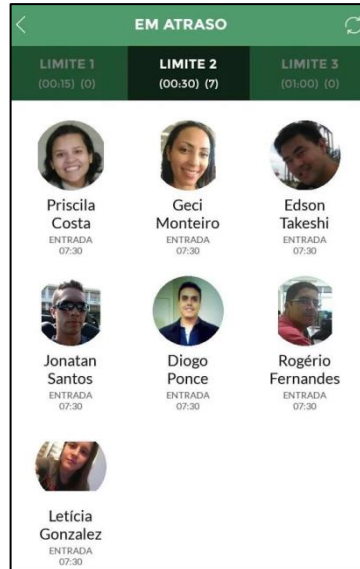 EM ATRASO
LIMITE 1 LIMITE 2 LIMITE 3
(00:15) (0) (00:30) (7) (01:00) (0)
Priscila
Costa
ENTRADA
07:30
Geci
Monteiro
ENTRADA
07:30
Edson
Takeshi
ENTRADA
07:30
Jonatan
Santos
ENTRADA
07:30
Diogo
Ponce
ENTRADA
07:30
Rogério
Fernandes
ENTRADA
07:30
Letícia
Gonzalez
ENTRADA
07:30